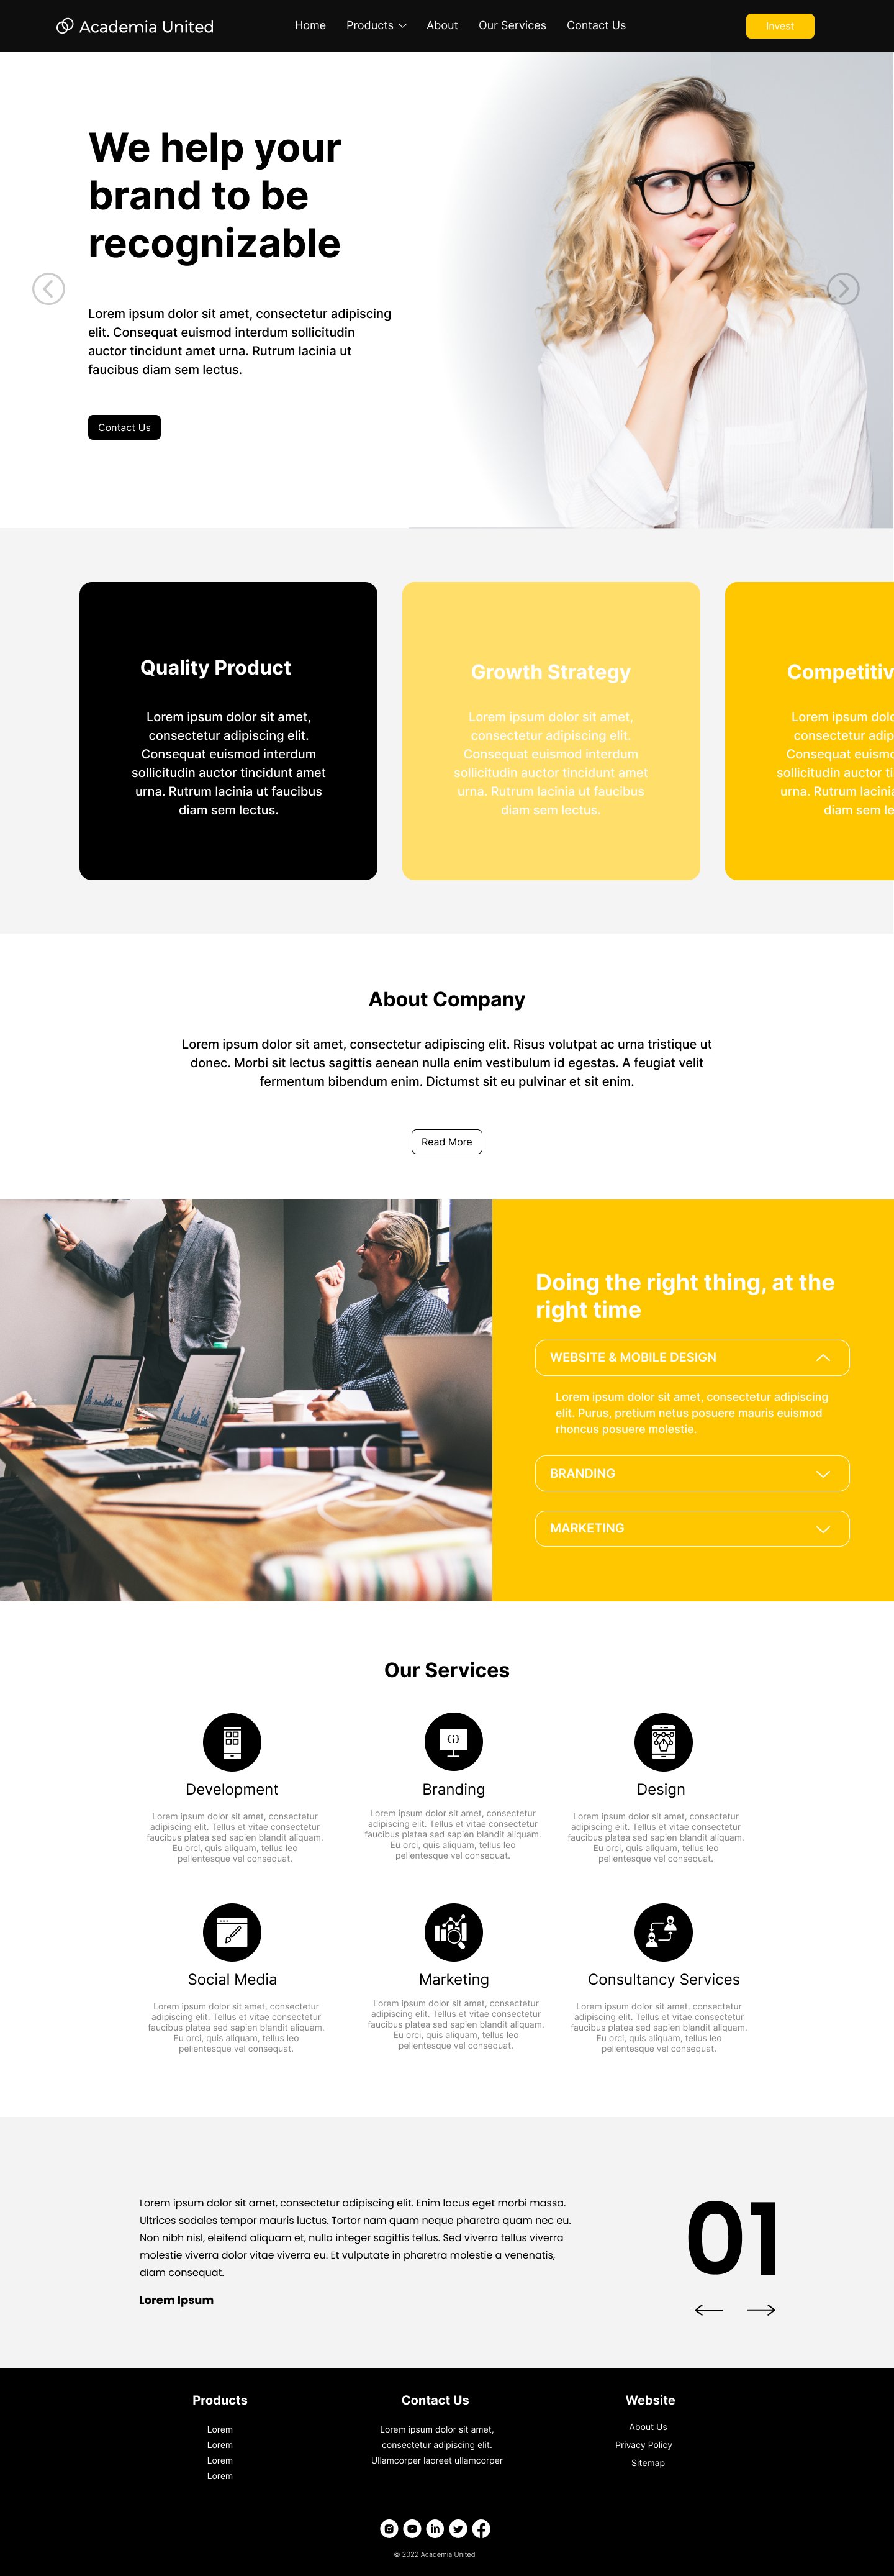 Academia United
Home
Products
About
Our Services
Contact Us
Invest
We help your
brand to be
recognizable
Lorem ipsum dolor sit amet, consectetur adipiscing
elit. Consequat euismod interdum sollicitudin
auctor tincidunt amet urna. Rutrum lacinia ut
faucibus diam sem lectus.
Contact Us
Quality Product
Lorem ipsum dolor sit amet,
consectetur adipiscing elit.
Consequat euismod interdum
sollicitudin auctor tincidunt amet
urna. Rutrum lacinia ut faucibus
diam sem lectus.
Growth Strategy
Lorem ipsum dolor sit amet,
consectetur adipiscing elit.
Consequat euismod interdum
sollicitudin auctor tincidunt amet
urna. Rutrum lacinia ut faucibus
diam sem lectus.
Competitiv
Lorem ipsum dolo
consectetur adip
Consequat euismo
sollicitudin auctor ti
urna. Rutrum lacinia
diam sem le
About Company
Lorem ipsum dolor sit amet, consectetur adipiscing elit. Risus volutpat ac urna tristique ut
donec. Morbi sit lectus sagittis aenean nulla enim vestibulum id egestas. A feugiat velit
fermentum bibendum enim. Dictumst sit eu pulvinar et sit enim.
Read More
Doing the right thing, at the
right time
WEBSITE & MOBILE DESIGN
Lorem ipsum dolor sit amet, consectetur adipiscing
elit. Purus, pretium netus posuere mauris euismod
rhoncus posuere molestie.
BRANDING
MARKETING
Our Services
Development
Lorem ipsum dolor sit amet, consectetur
adipiscing elit. Tellus et vitae consectetur
faucibus platea sed sapien blandit aliquam.
Eu orci, quis aliquam, tellus leo
pellentesque vel consequat.
Branding
Lorem ipsum dolor sit amet, consectetur
adipiscing elit. Tellus et vitae consectetur
faucibus platea sed sapien blandit aliquam.
Eu orci, quis aliquam, tellus leo
pellentesque vel consequat.
Design
Lorem ipsum dolor sit amet, consectetur
adipiscing elit. Tellus et vitae consectetur
faucibus platea sed sapien blandit aliquam.
Eu orci, quis aliquam, tellus leo
pellentesque vel consequat.
Social Media
Lorem ipsum dolor sit amet, consectetur
adipiscing elit. Tellus et vitae consectetur
faucibus platea sed sapien blandit aliquam.
Eu orci, quis aliquam, tellus leo
pellentesque vel consequat.
Marketing
Lorem ipsum dolor sit amet, consectetur
adipiscing elit. Tellus et vitae consectetur
faucibus platea sed sapien blandit aliquam.
Eu orci, quis aliquam, tellus leo
pellentesque vel consequat.
Consultancy Services
Lorem ipsum dolor sit amet, consectetur
adipiscing elit. Tellus et vitae consectetur
faucibus platea sed sapien blandit aliquam.
Eu orci, quis aliquam, tellus leo
pellentesque vel consequat.
Lorem ipsum dolor sit amet, consectetur adipiscing elit. Enim lacus eget morbi massa.
Ultrices sodales tempor mauris luctus. Tortor nam quam neque pharetra quam nec eu.
Non nibh nisl, eleifend aliquam et, nulla integer sagittis tellus. Sed viverra tellus viverra
molestie viverra dolor vitae viverra eu. Et vulputate in pharetra molestie a venenatis,
diam consequat.
Lorem Ipsum
01
Products
Lorem
Lorem
Lorem
Lorem
Contact Us
Lorem ipsum dolor sit amet,
consectetur adipiscing elit.
Ullamcorper laoreet ullamcorper
Website
About Us
Privacy Policy
Sitemap
© 2022 Academia United